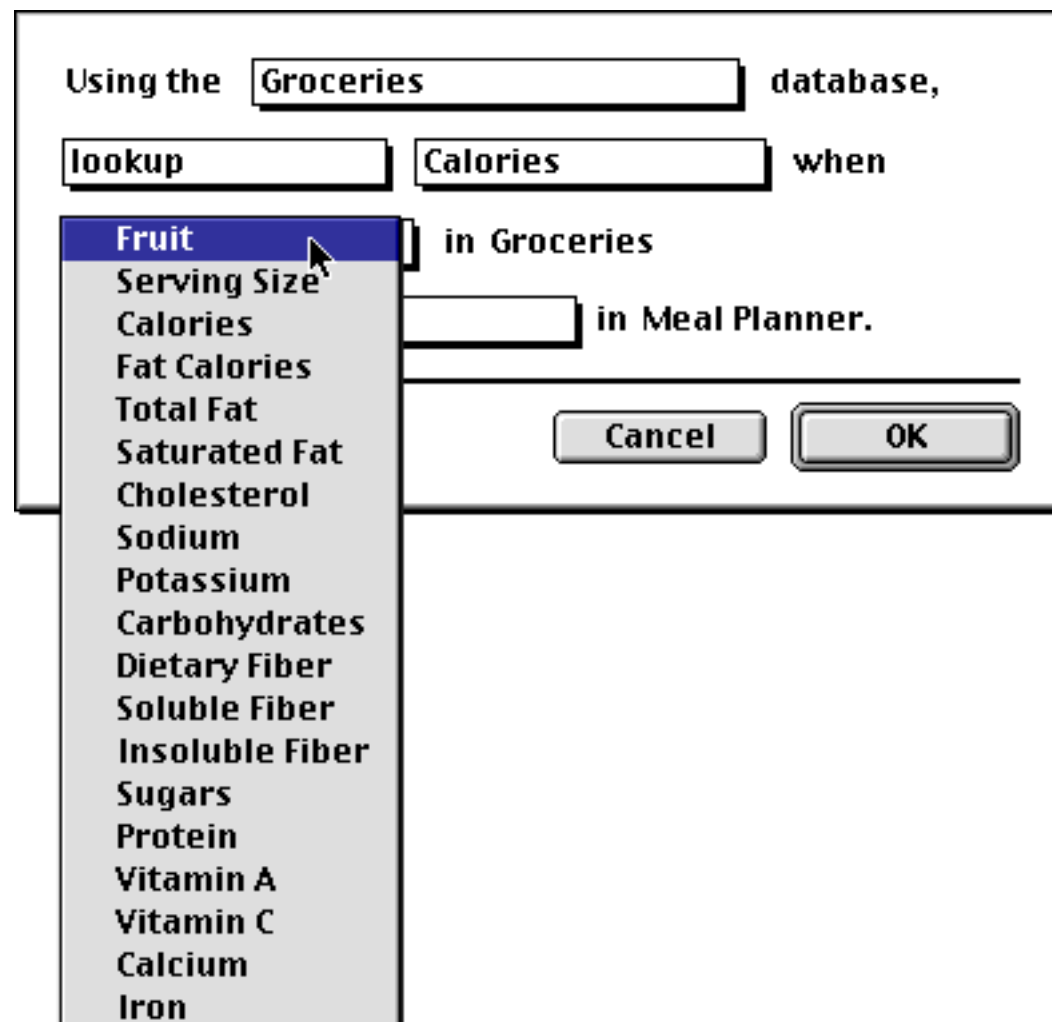 Using the Groceries database,
lookup Calories when
Fruit in Groceries
Serving Size
Calories in Meal Planner.
Fat Calories
Total Fat
Cancel OK
Saturated Fat
Cholesterol
Sodium
Potassium
Carbohydrates
Dietary Fiber
Soluble Fiber
Insoluble Fiber
Sugars
Protein
Vitamin A
Vitamin C
Calcium
Iron